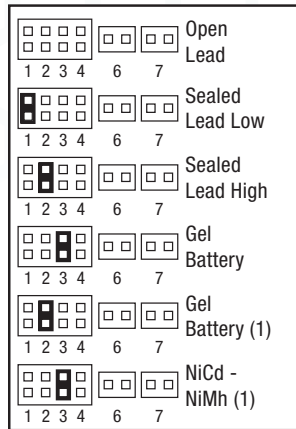 Open
Lead
1 2 3 4 6 7
Sealed
Lead Low
1 2 3 4 6 7
Sealed
Lead High
1 2 3 4 6 7
Gel
Battery
1 2 3 4 6 7
Gel
Battery (1)
1 2 3 4 6 7
NiCd -
NiMh (1)
1 2 3 4 6 7